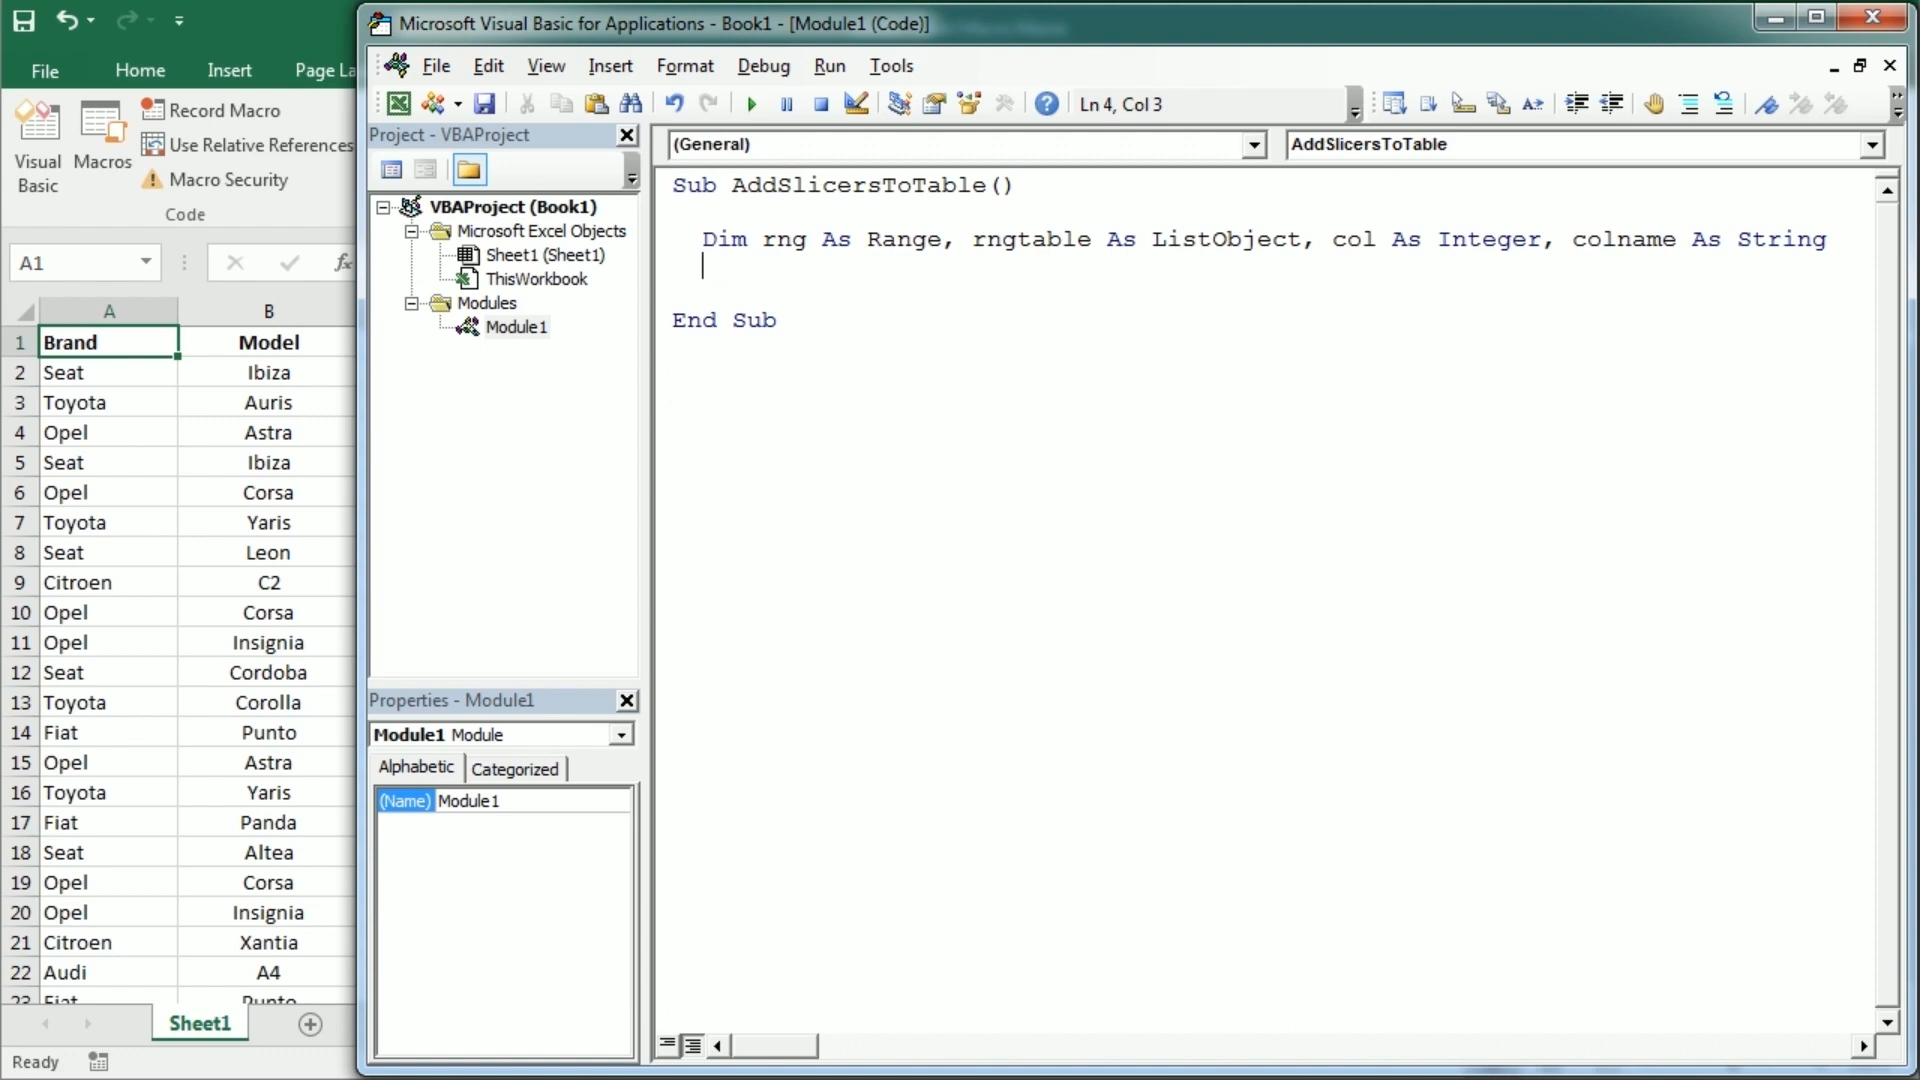 Microsoft Visual Basic for Applications - Book1 - [Module1 (Code)]
File Home Insert Page La
File Edit View Insert Format Debug Run Tools
Visual Basic
Macros
Record Macro
Use Relative References
Macro Security
Code
Ln 4, Col 3
Project - VBAProject
(General)
AddSlicersToTable
VBAProject (Book1)
Microsoft Excel Objects
Sheet1 (Sheet1)
ThisWorkbook
Modules
Module1
Sub AddSlicersToTable()
Dim rng As Range, rngtable As ListObject, col As Integer, colname As String
End Sub
A1
fx
A B
1 Brand Model
2 Seat Ibiza
3 Toyota Auris
4 Opel Astra
5 Seat Ibiza
6 Opel Corsa
7 Toyota Yaris
8 Seat Leon
9 Citroen C2
10 Opel Corsa
11 Opel Insignia
12 Seat Cordoba
13 Toyota Corolla
14 Fiat Punto
15 Opel Astra
16 Toyota Yaris
17 Fiat Panda
18 Seat Altea
19 Opel Corsa
20 Opel Insignia
21 Citroen Xantia
22 Audi A4
23 Fiat Punto
Properties - Module1
Module1 Module
Alphabetic Categorized
(Name) Module1
Sheet1
Ready